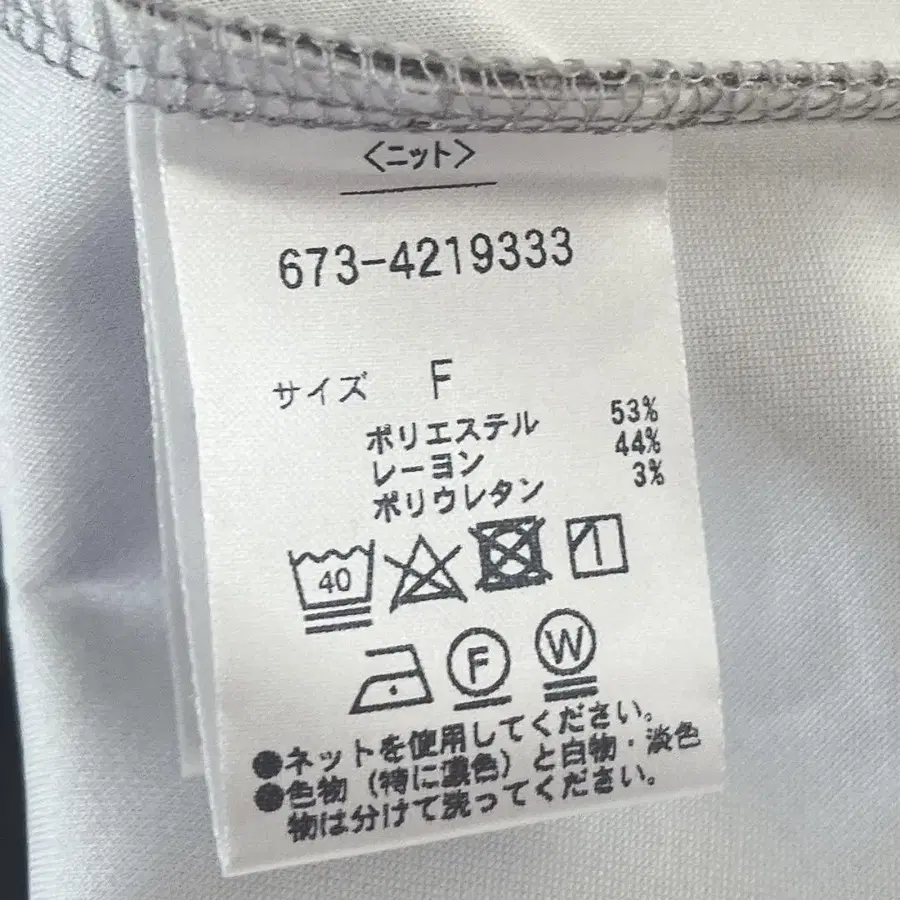 〈ニット〉
673-4219333
サイズ F
ポリエステル 53%
レーヨン 44%
ポリウレタン 3%
40
F W
●ネットを使用してください。
●色物(特に濃色)と白物・淡色
物は分けて洗ってください。